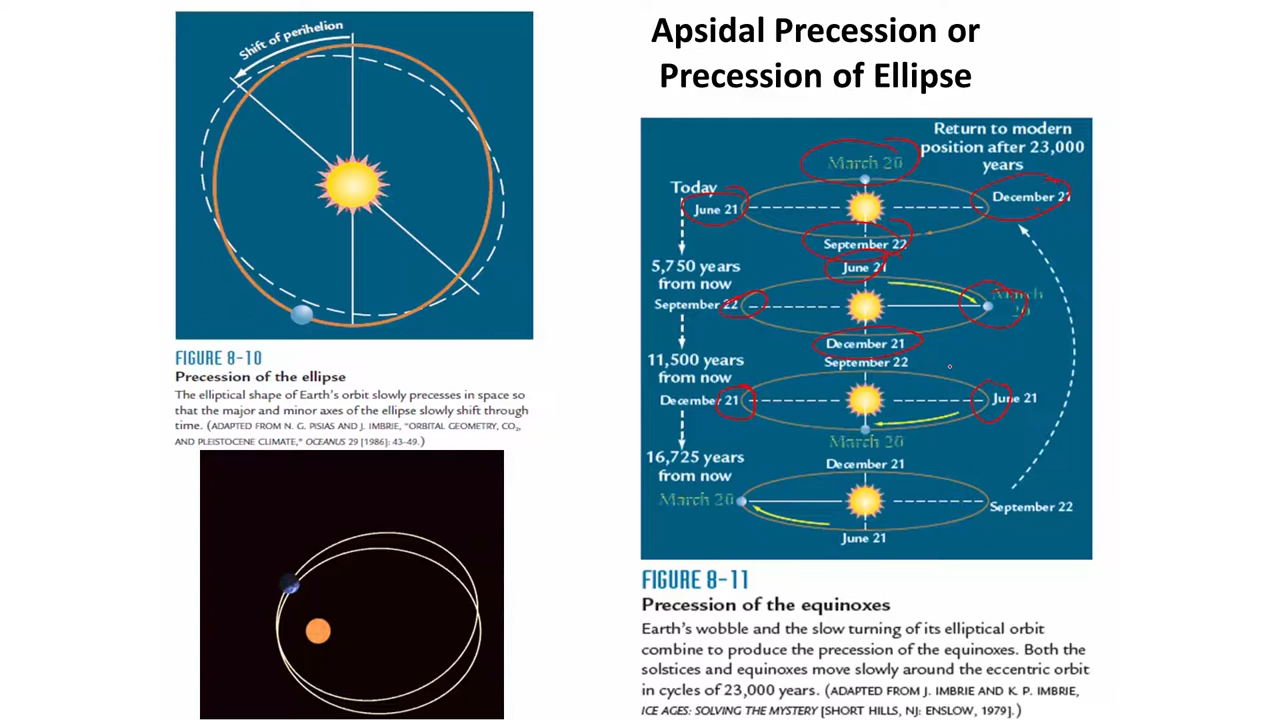 Apsidal Precession or
Precession of Ellipse
Shift of perihelion
FIGURE 8-10
Precession of the ellipse
The elliptical shape of Earth's orbit slowly precesses in space so
that the major and minor axes of the ellipse slowly shift through
time. (ADAPTED FROM N. G. PISIAS AND J. IMBRIE, "ORBITAL GEOMETRY, CO₂,
AND PLEISTOCENE CLIMATE," OCEANUS 29 [1986]: 43-49.)
Return to modern
position after 23,000
years
March 20
Today
June 21
December 21
September 22
5,750 years
from now
June 21
September 22
March
20
December 21
11,500 years
from now
September 22
December 21
June 21
March 20
16,725 years
from now
December 21
March 20
September 22
June 21
FIGURE 8-11
Precession of the equinoxes
Earth's wobble and the slow turning of its elliptical orbit
combine to produce the precession of the equinoxes. Both the
solstices and equinoxes move slowly around the eccentric orbit
in cycles of 23,000 years. (ADAPTED FROM J. IMBRIE AND K. P. IMBRIE,
ICE AGES: SOLVING THE MYSTERY [SHORT HILLS, NJ: ENSLOW, 1979].)